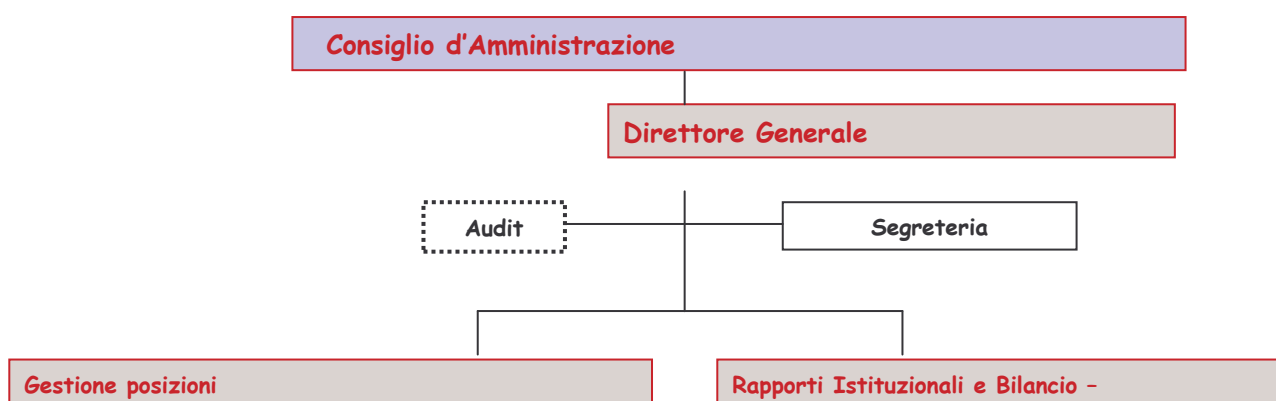 Consiglio d’Amministrazione
Direttore Generale
Audit
Segreteria
Gestione posizioni
Rapporti Istituzionali e Bilancio –